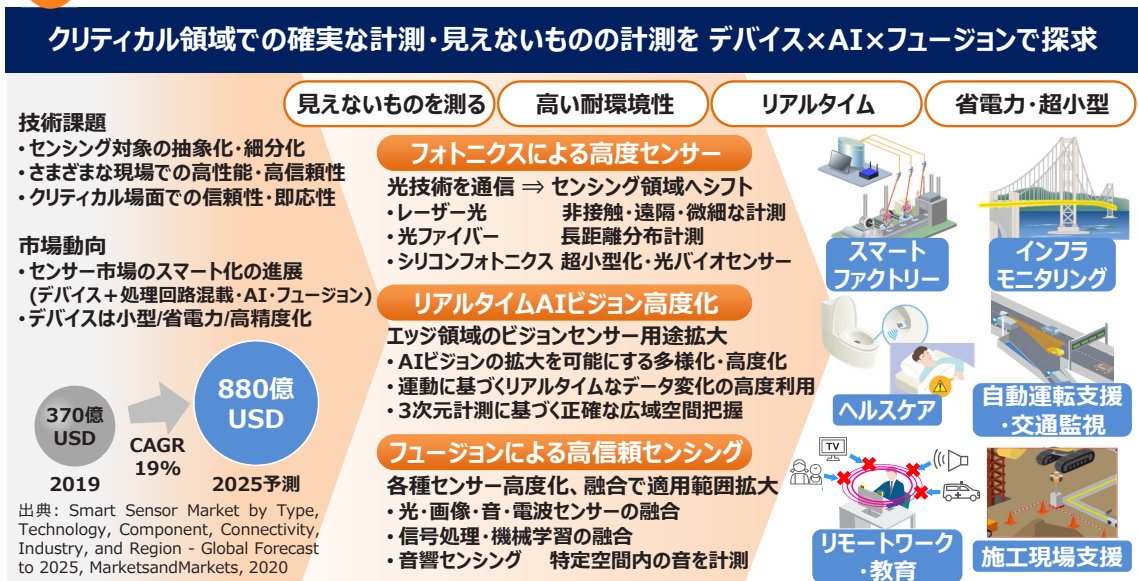 クリティカル領域での確実な計測・見えないものの計測を デバイス×AI×フュージョンで探求
見えないものを測る
高い耐環境性
リアルタイム
省電力・超小型
技術課題
・センシング対象の抽象化・細分化
・さまざまな現場での高性能・高信頼性
・クリティカル場面での信頼性・即応性
市場動向
・センサー市場のスマート化の進展
(デバイス＋処理回路混載・AI・フュージョン)
・デバイスは小型/省電力/高精度化
370億
USD
2019
CAGR
19%
880億
USD
2025予測
出典: Smart Sensor Market by Type,
Technology, Component, Connectivity,
Industry, and Region - Global Forecast
to 2025, MarketsandMarkets, 2020
フォトニクスによる高度センサー
光技術を通信 ⇒ センシング領域へシフト
・レーザー光 非接触・遠隔・微細な計測
・光ファイバー 長距離分布計測
・シリコンフォトニクス 超小型化・光バイオセンサー
リアルタイムAIビジョン高度化
エッジ領域のビジョンセンサー用途拡大
・AIビジョンの拡大を可能にする多様化・高度化
・運動に基づくリアルタイムなデータ変化の高度利用
・3次元計測に基づく正確な広域空間把握
フュージョンによる高信頼センシング
各種センサー高度化、融合で適用範囲拡大
・光・画像・音・電波センサーの融合
・信号処理・機械学習の融合
・音響センシング 特定空間内の音を計測
スマート
ファクトリー
インフラ
モニタリング
ヘルスケア
自動運転支援
・交通監視
TV
リモートワーク
・教育
施工現場支援